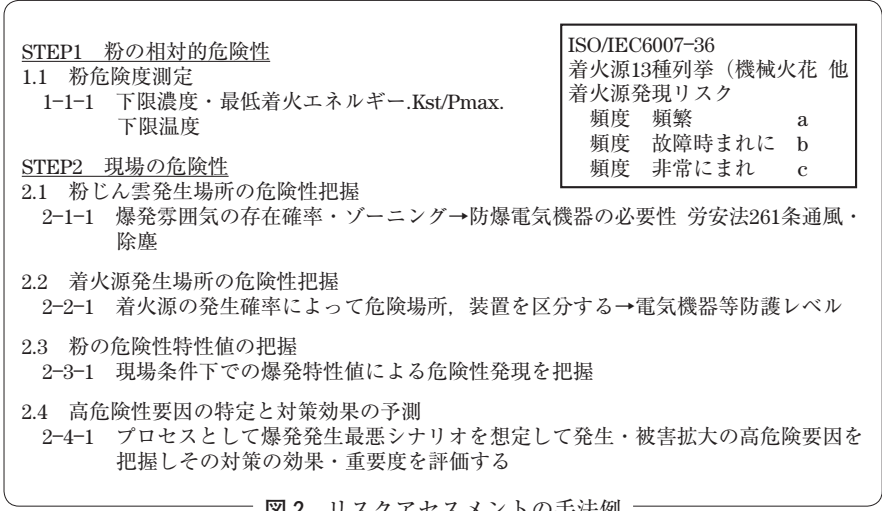 STEP1 粉の相対的危険性
1.1 粉危険度測定
1-1-1 下限濃度・最低着火エネルギー.Kst/Pmax.
下限温度
ISO/IEC6007-36
着火源13種列挙（機械火花 他
着火源発現リスク
頻度 頻繁 a
頻度 故障時まれに b
頻度 非常にまれ c
STEP2 現場の危険性
2.1 粉じん雲発生場所の危険性把握
2-1-1 爆発雰囲気の存在確率・ゾーニング→防爆電気機器の必要性 労安法261条通風・
除塵
2.2 着火源発生場所の危険性把握
2-2-1 着火源の発生確率によって危険場所，装置を区分する→電気機器等防護レベル
2.3 粉の危険性特性値の把握
2-3-1 現場条件下での爆発特性値による危険性発現を把握
2.4 高危険性要因の特定と対策効果の予測
2-4-1 プロセスとして爆発発生最悪シナリオを想定して発生・被害拡大の高危険要因を
把握しその対策の効果・重要度を評価する
図2 リスクアセスメントの手法例